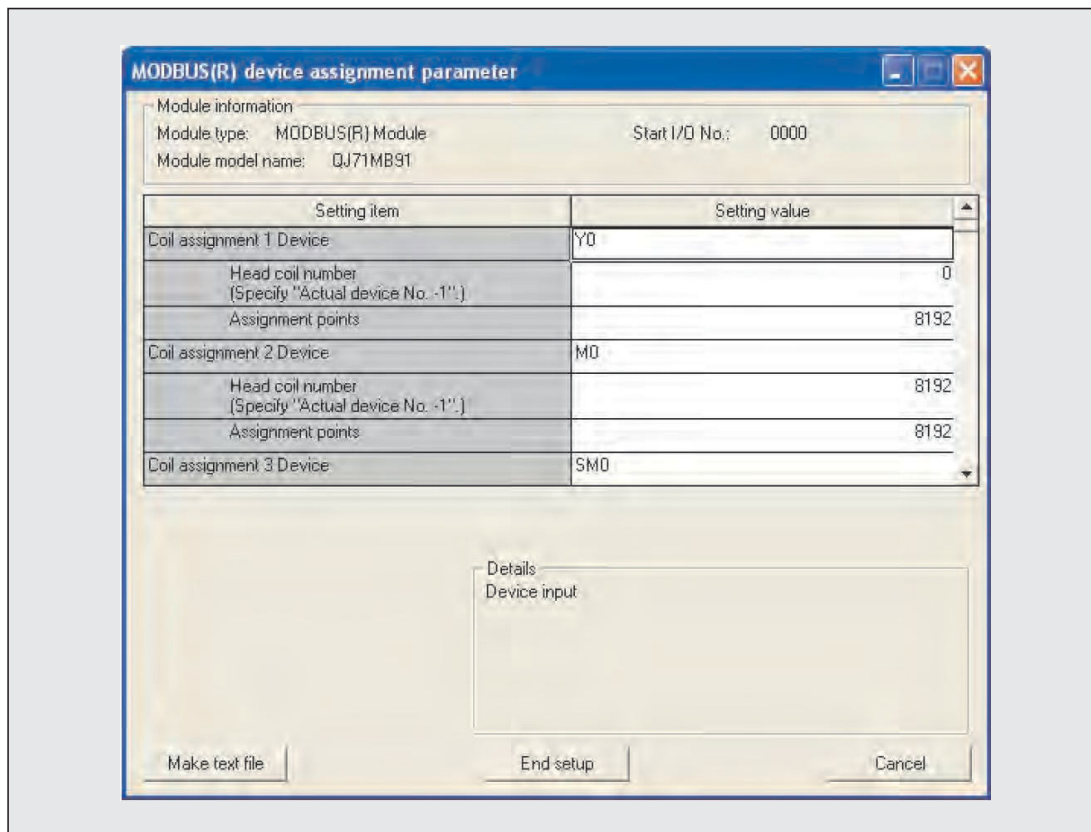 MODBUS(R) device assignment parameter
Module information
Module type: MODBUS(R) Module Start I/O No.: 0000
Module model name: QJ71MB91
Setting item Setting value
Coil assignment 1 Device Y0
Head coil number 0
(Specify "Actual device No. -1".)
Assignment points 8192
Coil assignment 2 Device M0
Head coil number 8192
(Specify "Actual device No. -1".)
Assignment points 8192
Coil assignment 3 Device SM0
Details
Device input
Make text file End setup Cancel